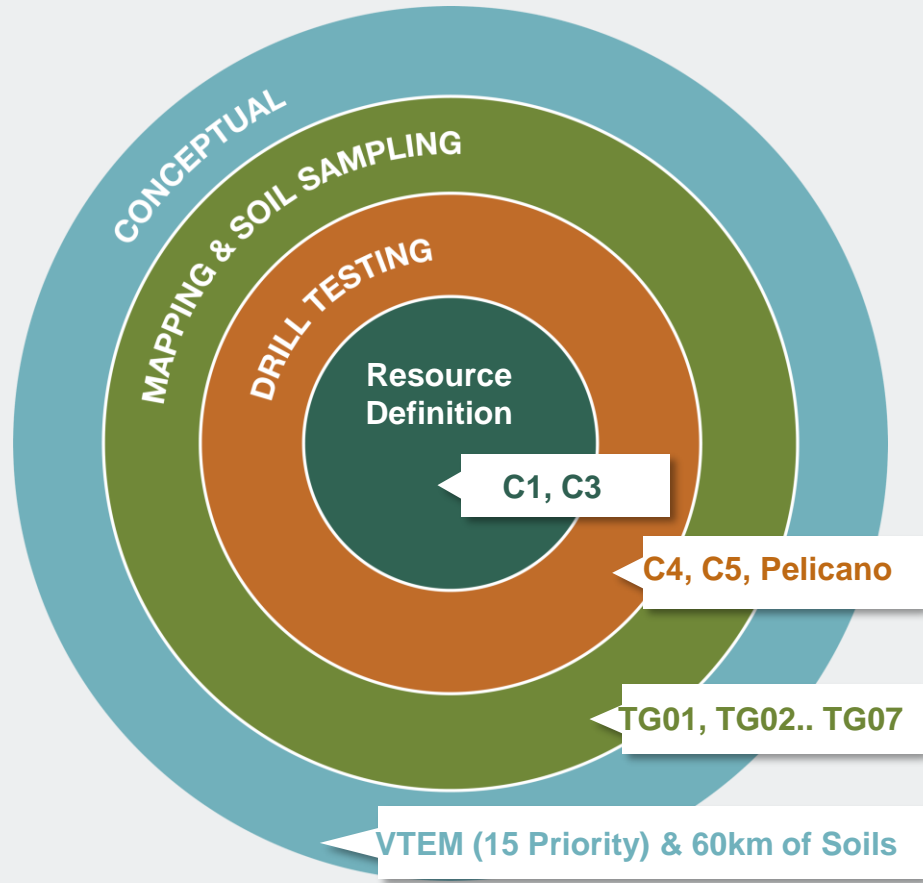 CONCEPTUAL
MAPPING & SOIL SAMPLING
DRILL TESTING
Resource
Definition
C1, C3
C4, C5, Pelicano
TG01, TG02.. TG07
VTEM (15 Priority) & 60km of Soils